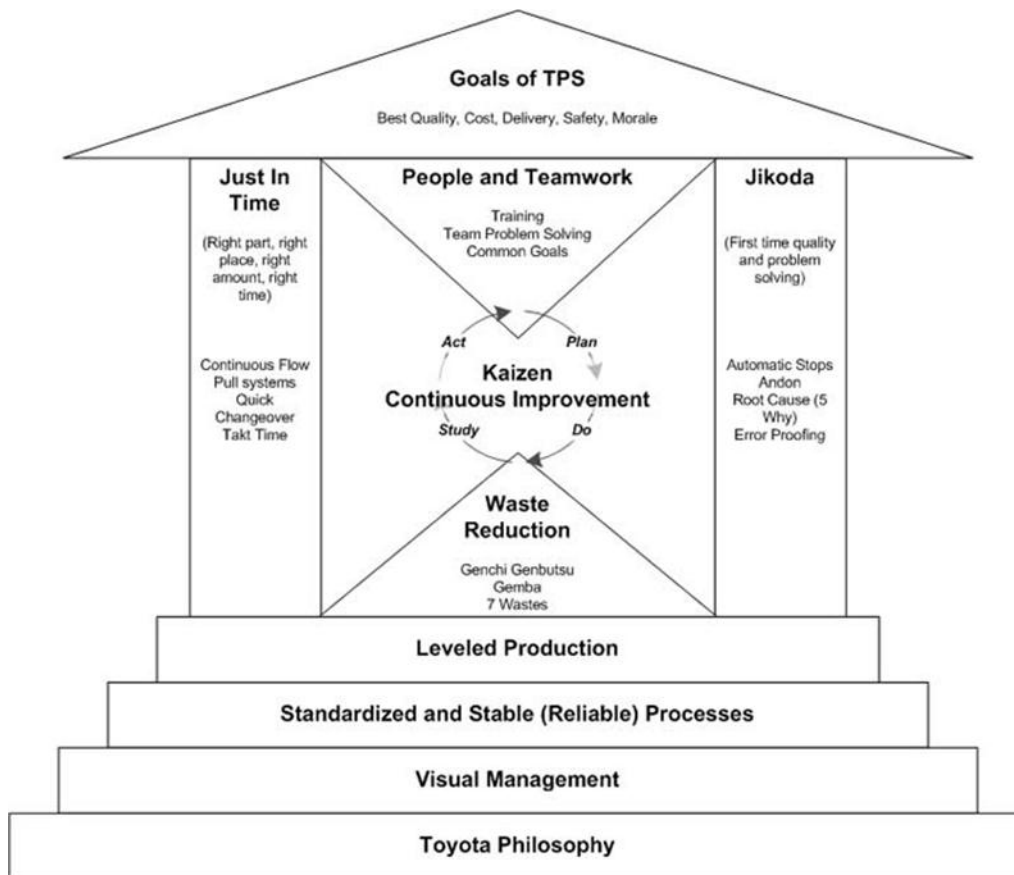 Goals of TPS
Best Quality, Cost, Delivery, Safety, Morale
Just In
Time
(Right part, right
place, right
amount, right
time)
Continuous Flow
Pull systems
Quick
Changeover
Takt Time
People and Teamwork
Training
Team Problem Solving
Common Goals
Act
Plan
Kaizen
Continuous Improvement
Study
Do
Waste
Reduction
Genchi Genbutsu
Gemba
7 Wastes
Jikoda
(First time quality
and problem
solving)
Automatic Stops
Andon
Root Cause (5
Why)
Error Proofing
Leveled Production
Standardized and Stable (Reliable) Processes
Visual Management
Toyota Philosophy